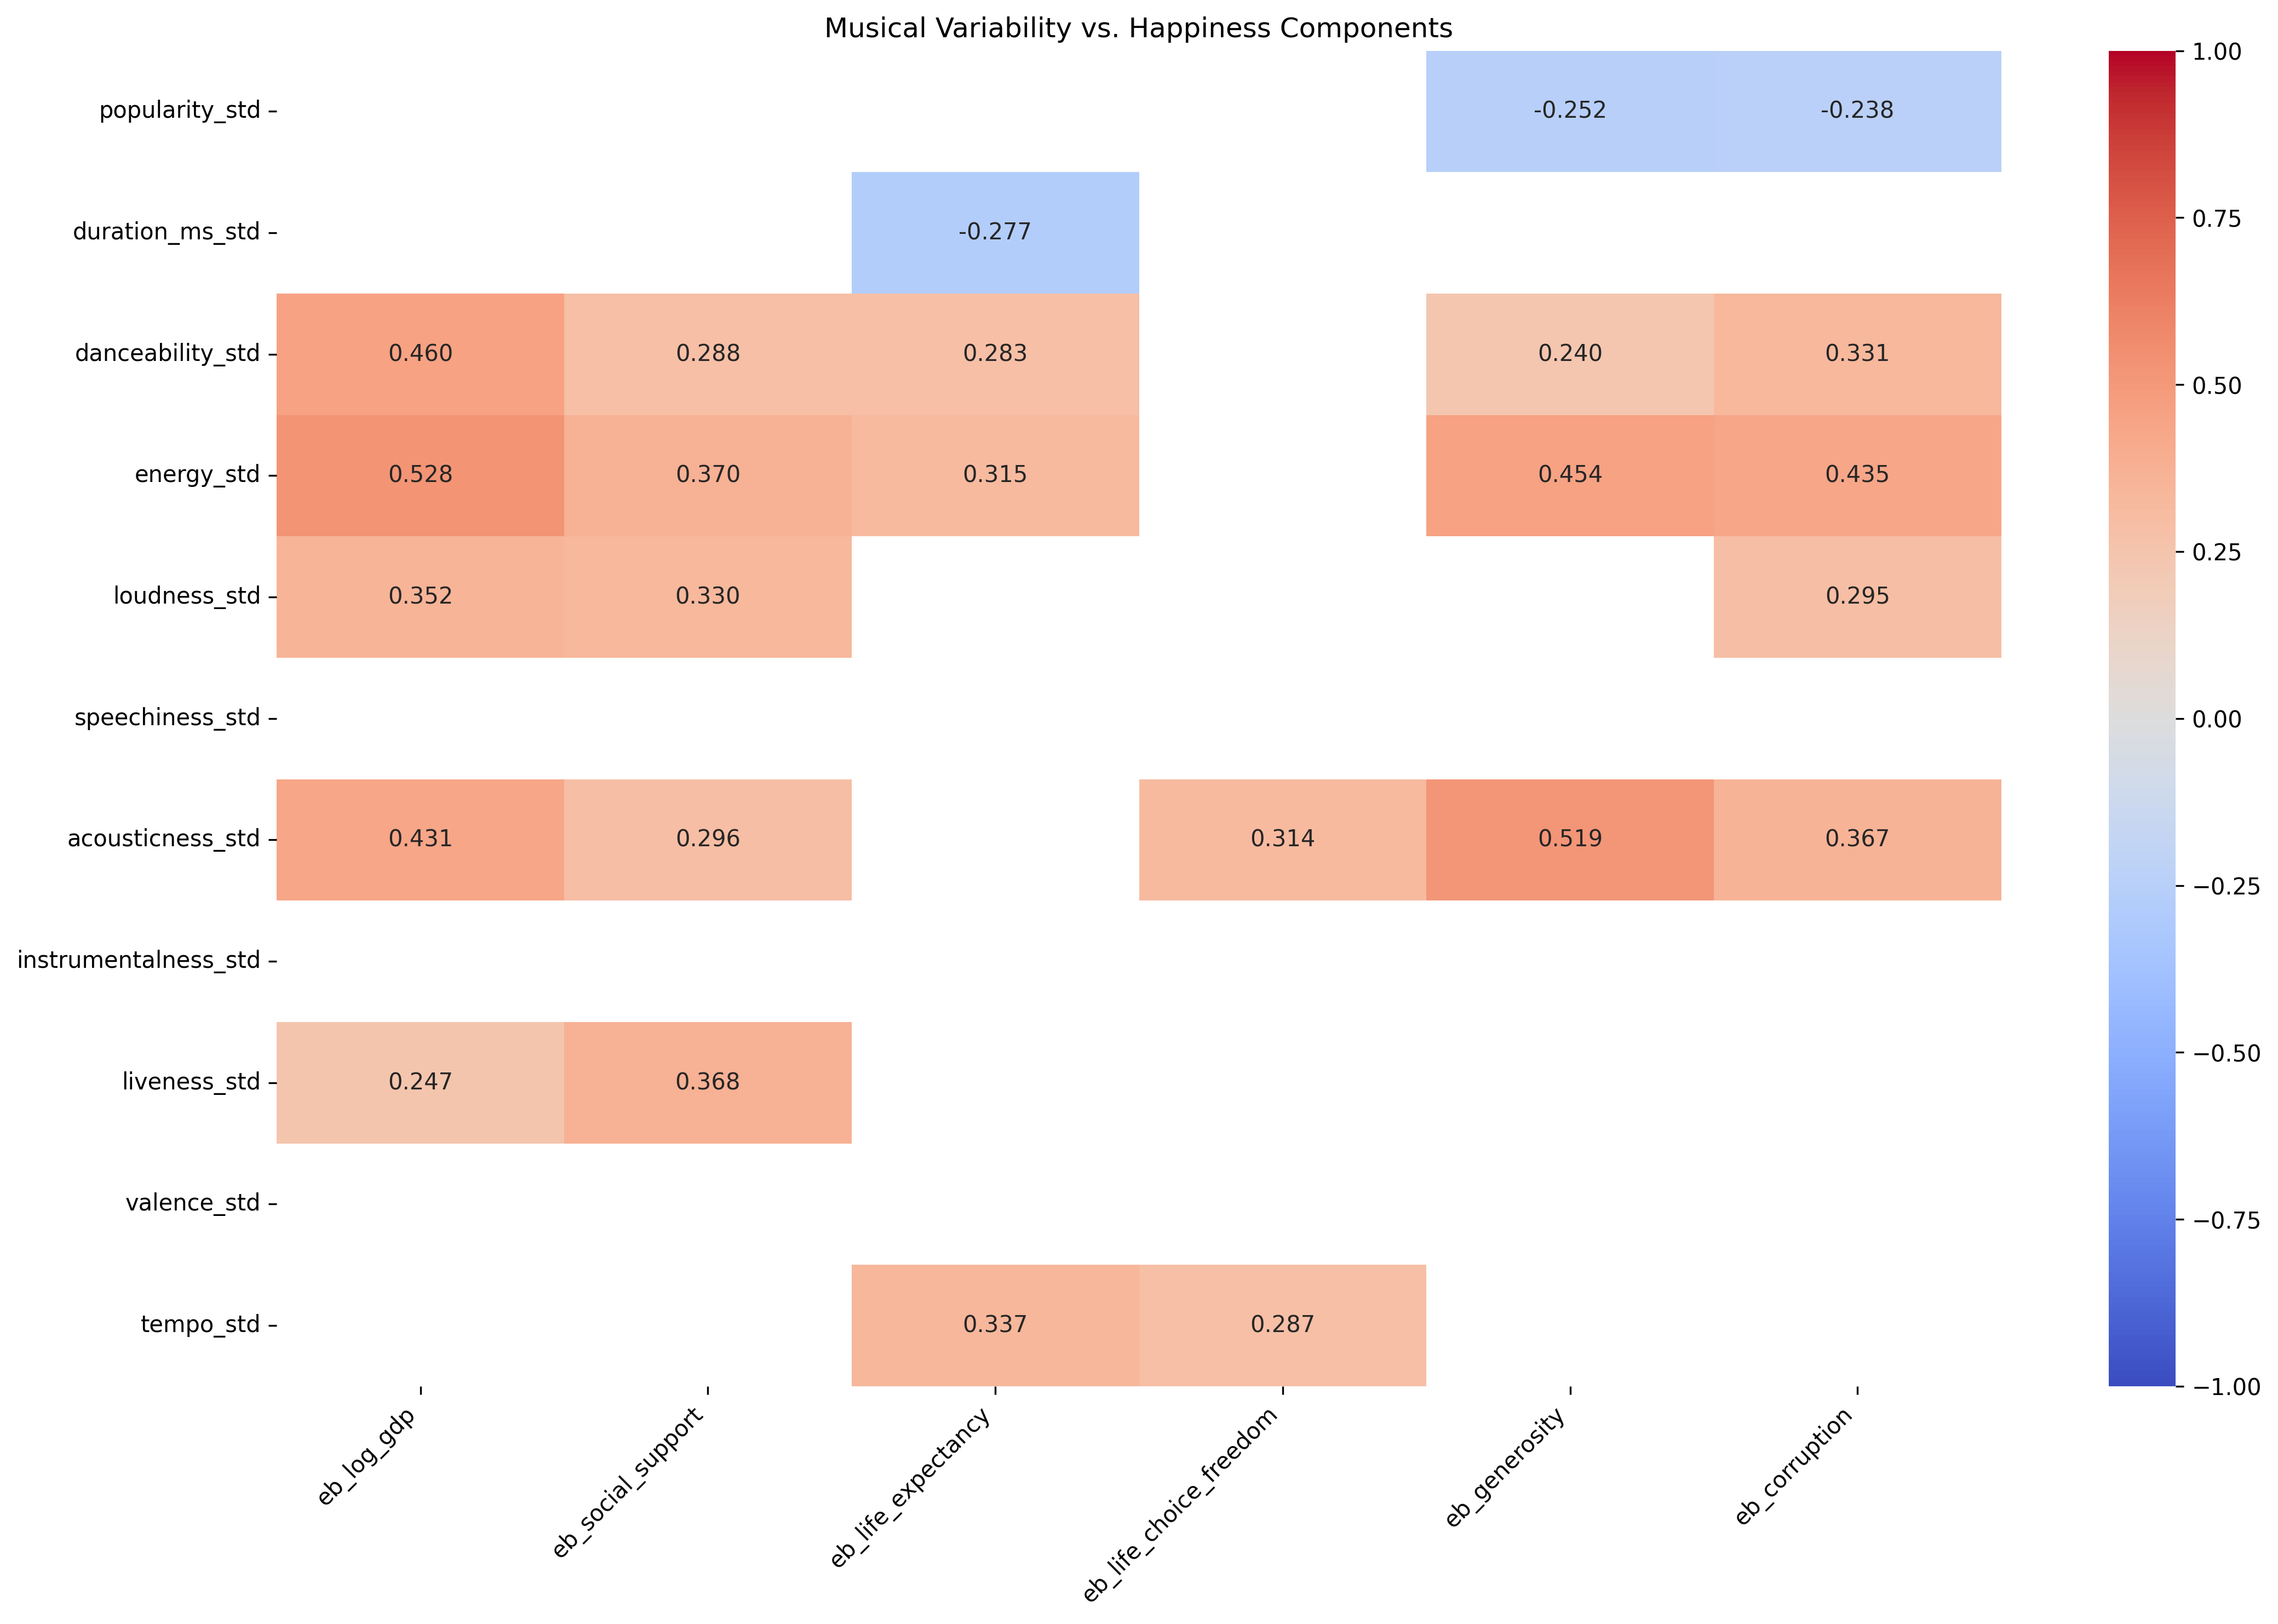 Musical Variability vs. Happiness Components
popularity_std -0.252 -0.238
duration_ms_std -0.277
danceability_std 0.460 0.288 0.283 0.240 0.331
energy_std 0.528 0.370 0.315 0.454 0.435
loudness_std 0.352 0.330 0.295
speechiness_std
acousticness_std 0.431 0.296 0.314 0.519 0.367
instrumentalness_std
liveness_std 0.247 0.368
valence_std
tempo_std 0.337 0.287
eb_log_gdp
eb_social_support
eb_life_expectancy
eb_life_choice_freedom
eb_generosity
eb_corruption
1.00
0.75
0.50
0.25
0.00
−0.25
−0.50
−0.75
−1.00